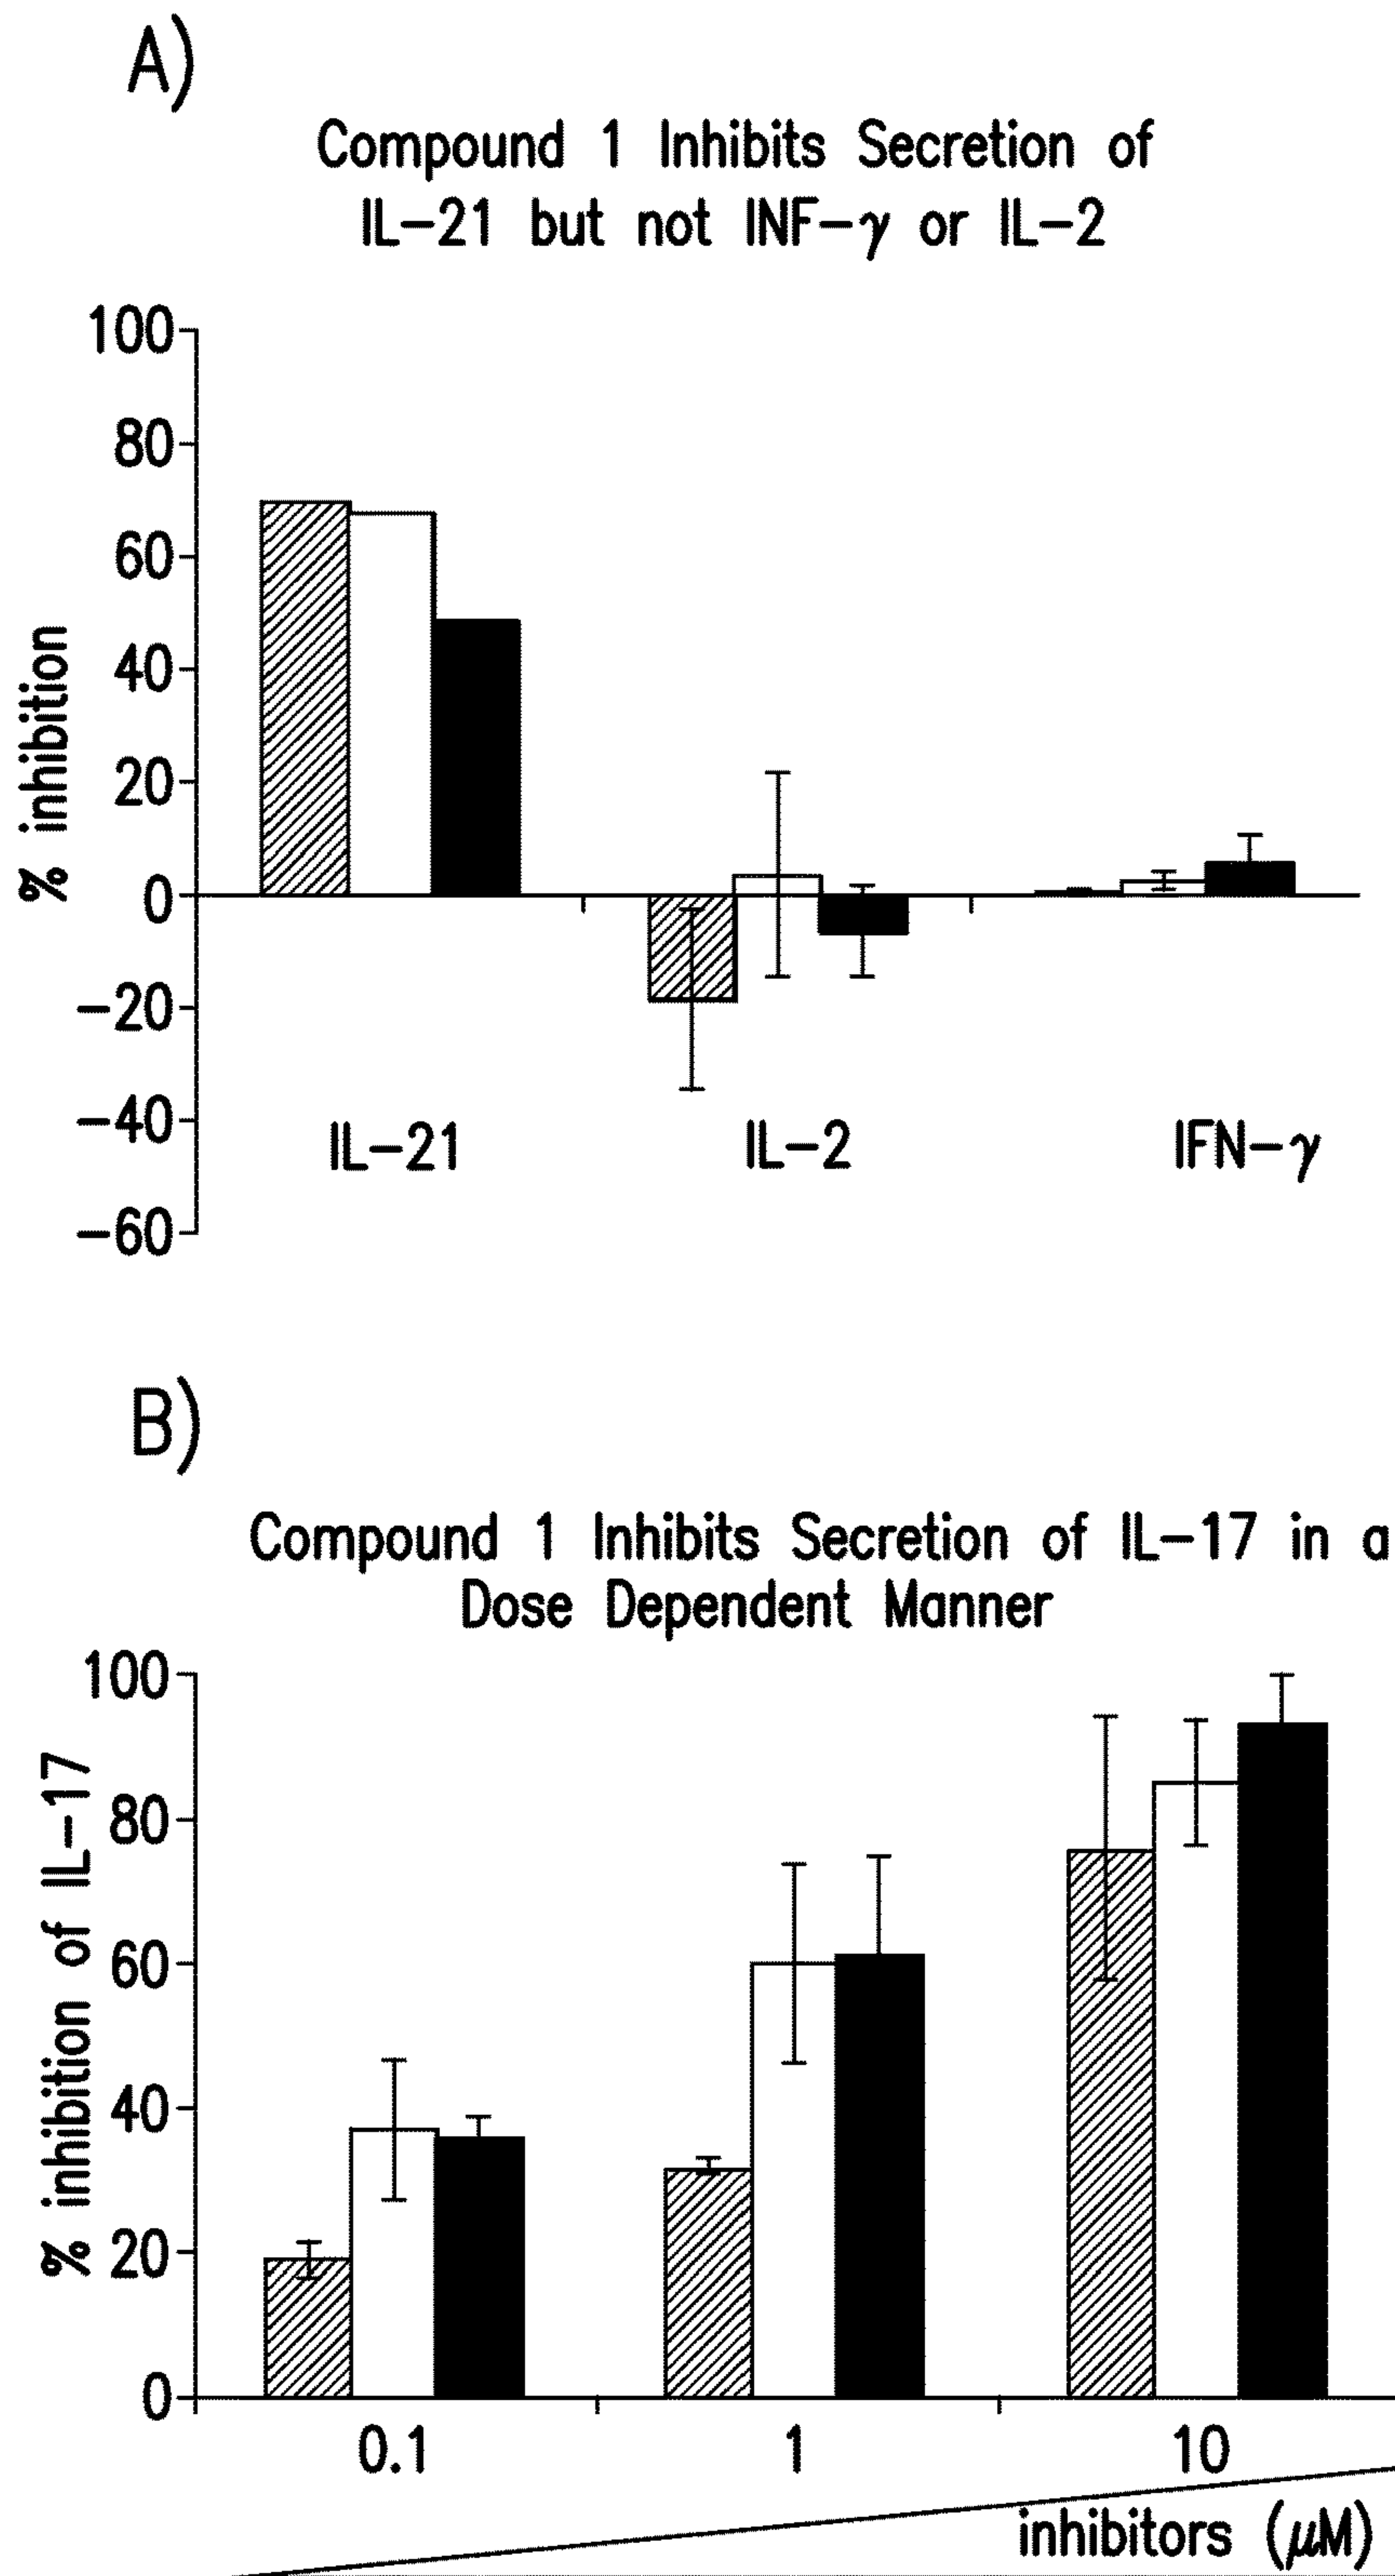 A)
Compound 1 Inhibits Secretion of
IL-21 but not INF-γ or IL-2
% inhibition
100
80
60
40
20
0
-20
-40
-60
IL-21 IL-2 IFN-γ
B)
Compound 1 Inhibits Secretion of IL-17 in a
Dose Dependent Manner
% inhibition of IL-17
100
80
60
40
20
0
0.1 1 10
inhibitors (μM)